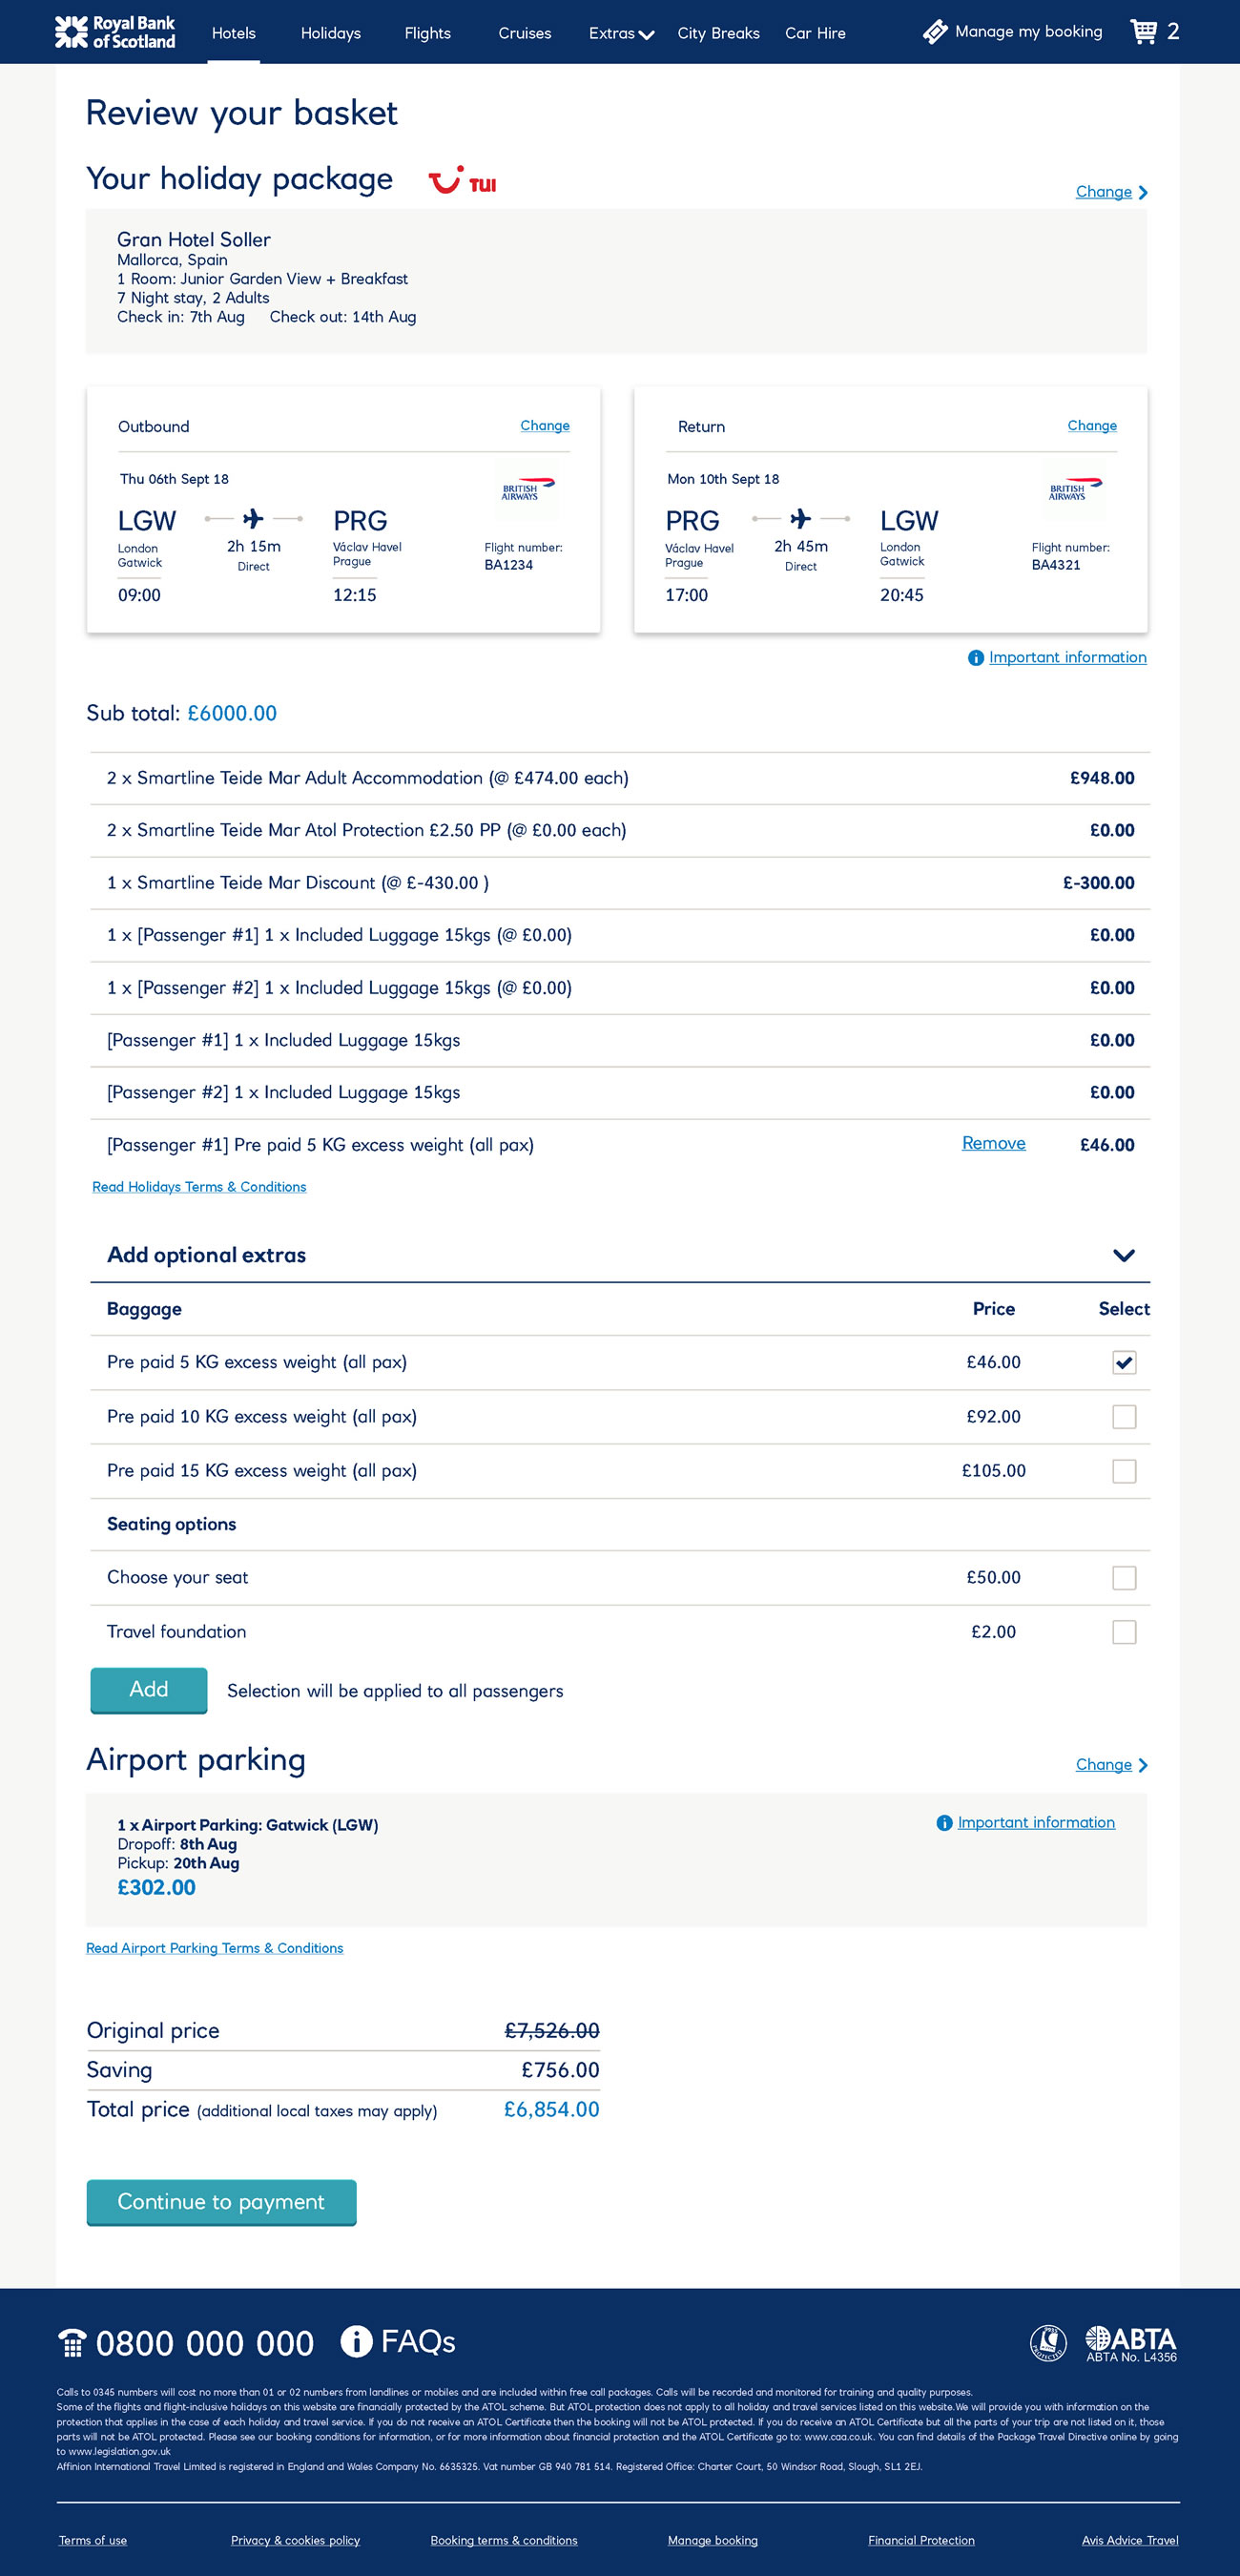 Royal Bank
of Scotland
Hotels Holidays Flights Cruises Extras City Breaks Car Hire Manage my booking 2
Review your basket
Your holiday package TUI
Change
Gran Hotel Soller
Mallorca, Spain
1 Room: Junior Garden View + Breakfast
7 Night stay, 2 Adults
Check in: 7th Aug Check out: 14th Aug
Outbound Change
Thu 06th Sept 18
BRITISH
AIRWAYS
LGW PRG
London
Gatwick
2h 15m
Direct
Václav Havel
Prague
Flight number:
BA1234
09:00 12:15
Return Change
Mon 10th Sept 18
BRITISH
AIRWAYS
PRG LGW
Václav Havel
Prague
2h 45m
Direct
London
Gatwick
Flight number:
BA4321
17:00 20:45
Important information
Sub total: £6000.00
2 x Smartline Teide Mar Adult Accommodation (@ £474.00 each) £948.00
2 x Smartline Teide Mar Atol Protection £2.50 PP (@ £0.00 each) £0.00
1 x Smartline Teide Mar Discount (@ £-430.00 ) £-300.00
1 x [Passenger #1] 1 x Included Luggage 15kgs (@ £0.00) £0.00
1 x [Passenger #2] 1 x Included Luggage 15kgs (@ £0.00) £0.00
[Passenger #1] 1 x Included Luggage 15kgs £0.00
[Passenger #2] 1 x Included Luggage 15kgs £0.00
[Passenger #1] Pre paid 5 KG excess weight (all pax) Remove £46.00
Read Holidays Terms & Conditions
Add optional extras
Baggage Price Select
Pre paid 5 KG excess weight (all pax) £46.00
Pre paid 10 KG excess weight (all pax) £92.00
Pre paid 15 KG excess weight (all pax) £105.00
Seating options
Choose your seat £50.00
Travel foundation £2.00
Add Selection will be applied to all passengers
Airport parking Change
1 x Airport Parking: Gatwick (LGW) Important information
Dropoff: 8th Aug
Pickup: 20th Aug
£302.00
Read Airport Parking Terms & Conditions
Original price £7,526.00
Saving £756.00
Total price (additional local taxes may apply) £6,854.00
Continue to payment
0800 000 000 FAQs
PROTECTED
ABTA
ABTA No. L4356
Calls to 0345 numbers will cost no more than 01 or 02 numbers from landlines or mobiles and are included within free call packages. Calls will be recorded and monitored for training and quality purposes.
Some of the flights and flight-inclusive holidays on this website are financially protected by the ATOL scheme. But ATOL protection does not apply to all holiday and travel services listed on this website.We will provide you with information on the
protection that applies in the case of each holiday and travel service. If you do not receive an ATOL Certificate then the booking will not be ATOL protected. If you do receive an ATOL Certificate but all the parts of your trip are not listed on it, those
parts will not be ATOL protected. Please see our booking conditions for information, or for more information about financial protection and the ATOL Certificate go to: www.caa.co.uk. You can find details of the Package Travel Directive online by going
to www.legislation.gov.uk
Affinion International Travel Limited is registered in England and Wales Company No. 6635325. Vat number GB 940 781 514. Registered Office: Charter Court, 50 Windsor Road, Slough, SL1 2EJ.
Terms of use Privacy & cookies policy Booking terms & conditions Manage booking Financial Protection Avis Advice Travel